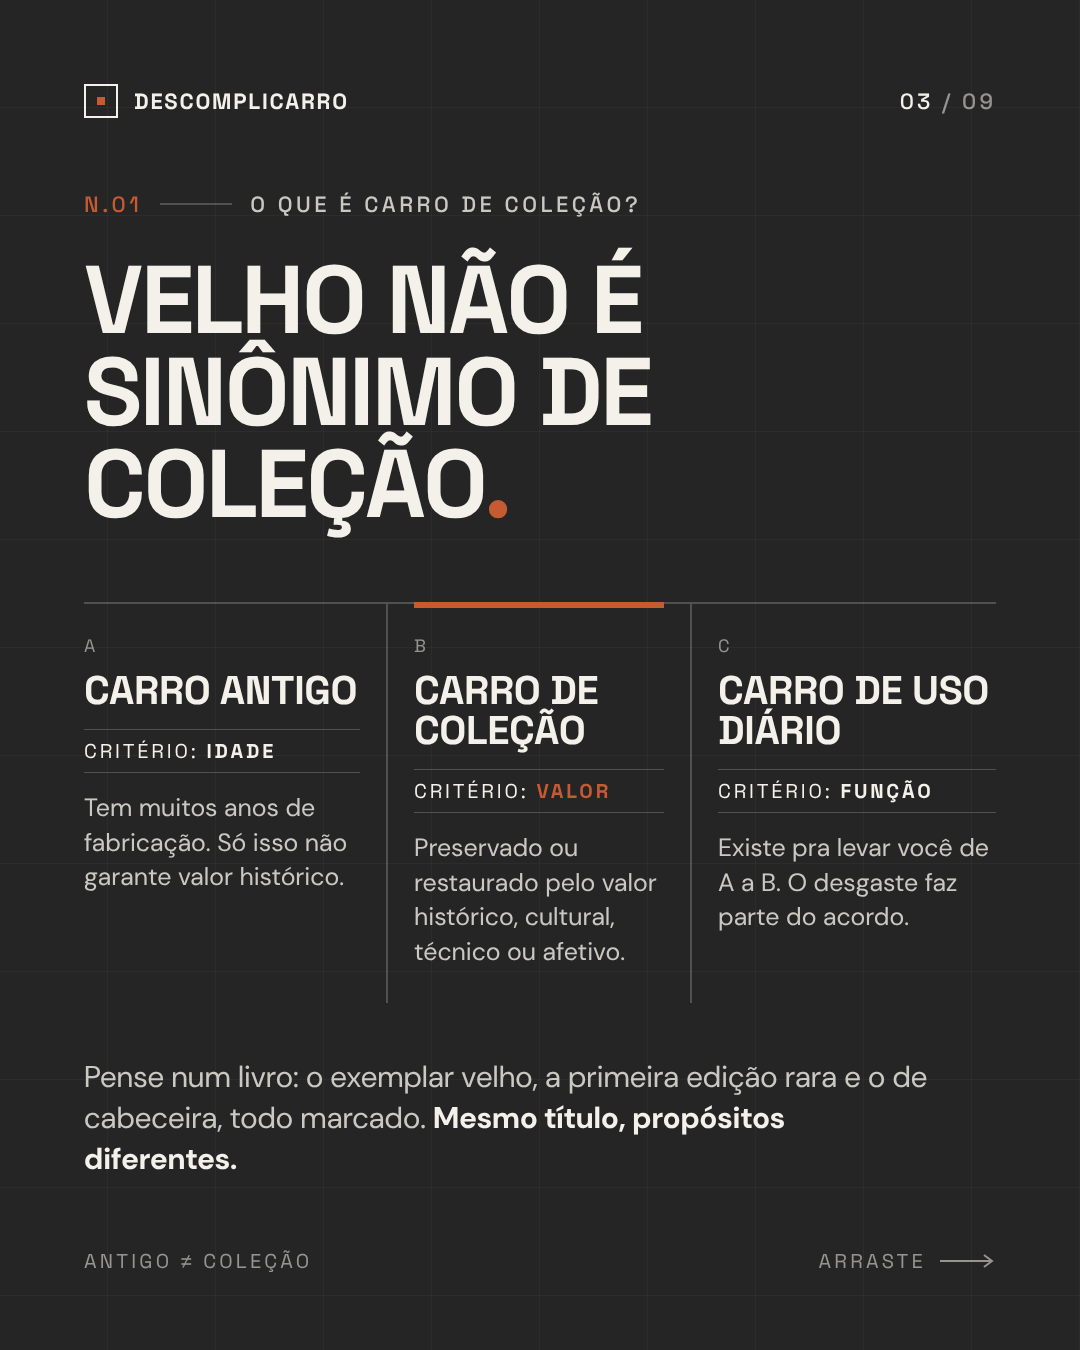 DESCOMPLICARRO
03 / 09
N.01 O QUE É CARRO DE COLEÇÃO?
VELHO NÃO É
SINÔNIMO DE
COLEÇÃO.
A
CARRO ANTIGO
CRITÉRIO: IDADE
Tem muitos anos de
fabricação. Só isso não
garante valor histórico.
B
CARRO DE
COLEÇÃO
CRITÉRIO: VALOR
Preservado ou
restaurado pelo valor
histórico, cultural,
técnico ou afetivo.
C
CARRO DE USO
DIÁRIO
CRITÉRIO: FUNÇÃO
Existe pra levar você de
A a B. O desgaste faz
parte do acordo.
Pense num livro: o exemplar velho, a primeira edição rara e o de
cabeceira, todo marcado. Mesmo título, propósitos
diferentes.
ANTIGO ≠ COLEÇÃO
ARRASTE →